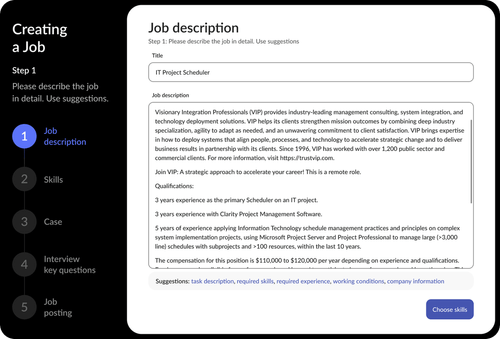 Creating
a Job
Step 1
Please describe the job
in detail. Use suggestions.
1
Job
description
2
Skills
3
Case
4
Interview
key questions
5
Job
posting
Job description
Step 1: Please describe the job in detail. Use suggestions
Title
IT Project Scheduler
Job description
Visionary Integration Professionals (VIP) provides industry-leading management consulting, system integration, and
technology deployment solutions. VIP helps its clients strengthen mission outcomes by combining deep industry
specialization, agility to adapt as needed, and an unwavering commitment to client satisfaction. VIP brings expertise
in how to deploy systems that align people, processes, and technology to accelerate strategic change and to deliver
business results in partnership with its clients. Since 1996, VIP has worked with over 1,200 public sector and
commercial clients. For more information, visit https://trustvip.com.
Join VIP: A strategic approach to accelerate your career! This is a remote role.
Qualifications:
3 years experience as the primary Scheduler on an IT project.
3 years experience with Clarity Project Management Software.
5 years of experience applying Information Technology schedule management practices and principles on complex
system implementation projects, using Microsoft Project Server and Project Professional to manage large (>3,000
line) schedules with subprojects and >100 resources, within the last 10 years.
The compensation for this position is $110,000 to $120,000 per year depending on experience and qualifications.
Suggestions: task description, required skills, required experience, working conditions, company information
Choose skills